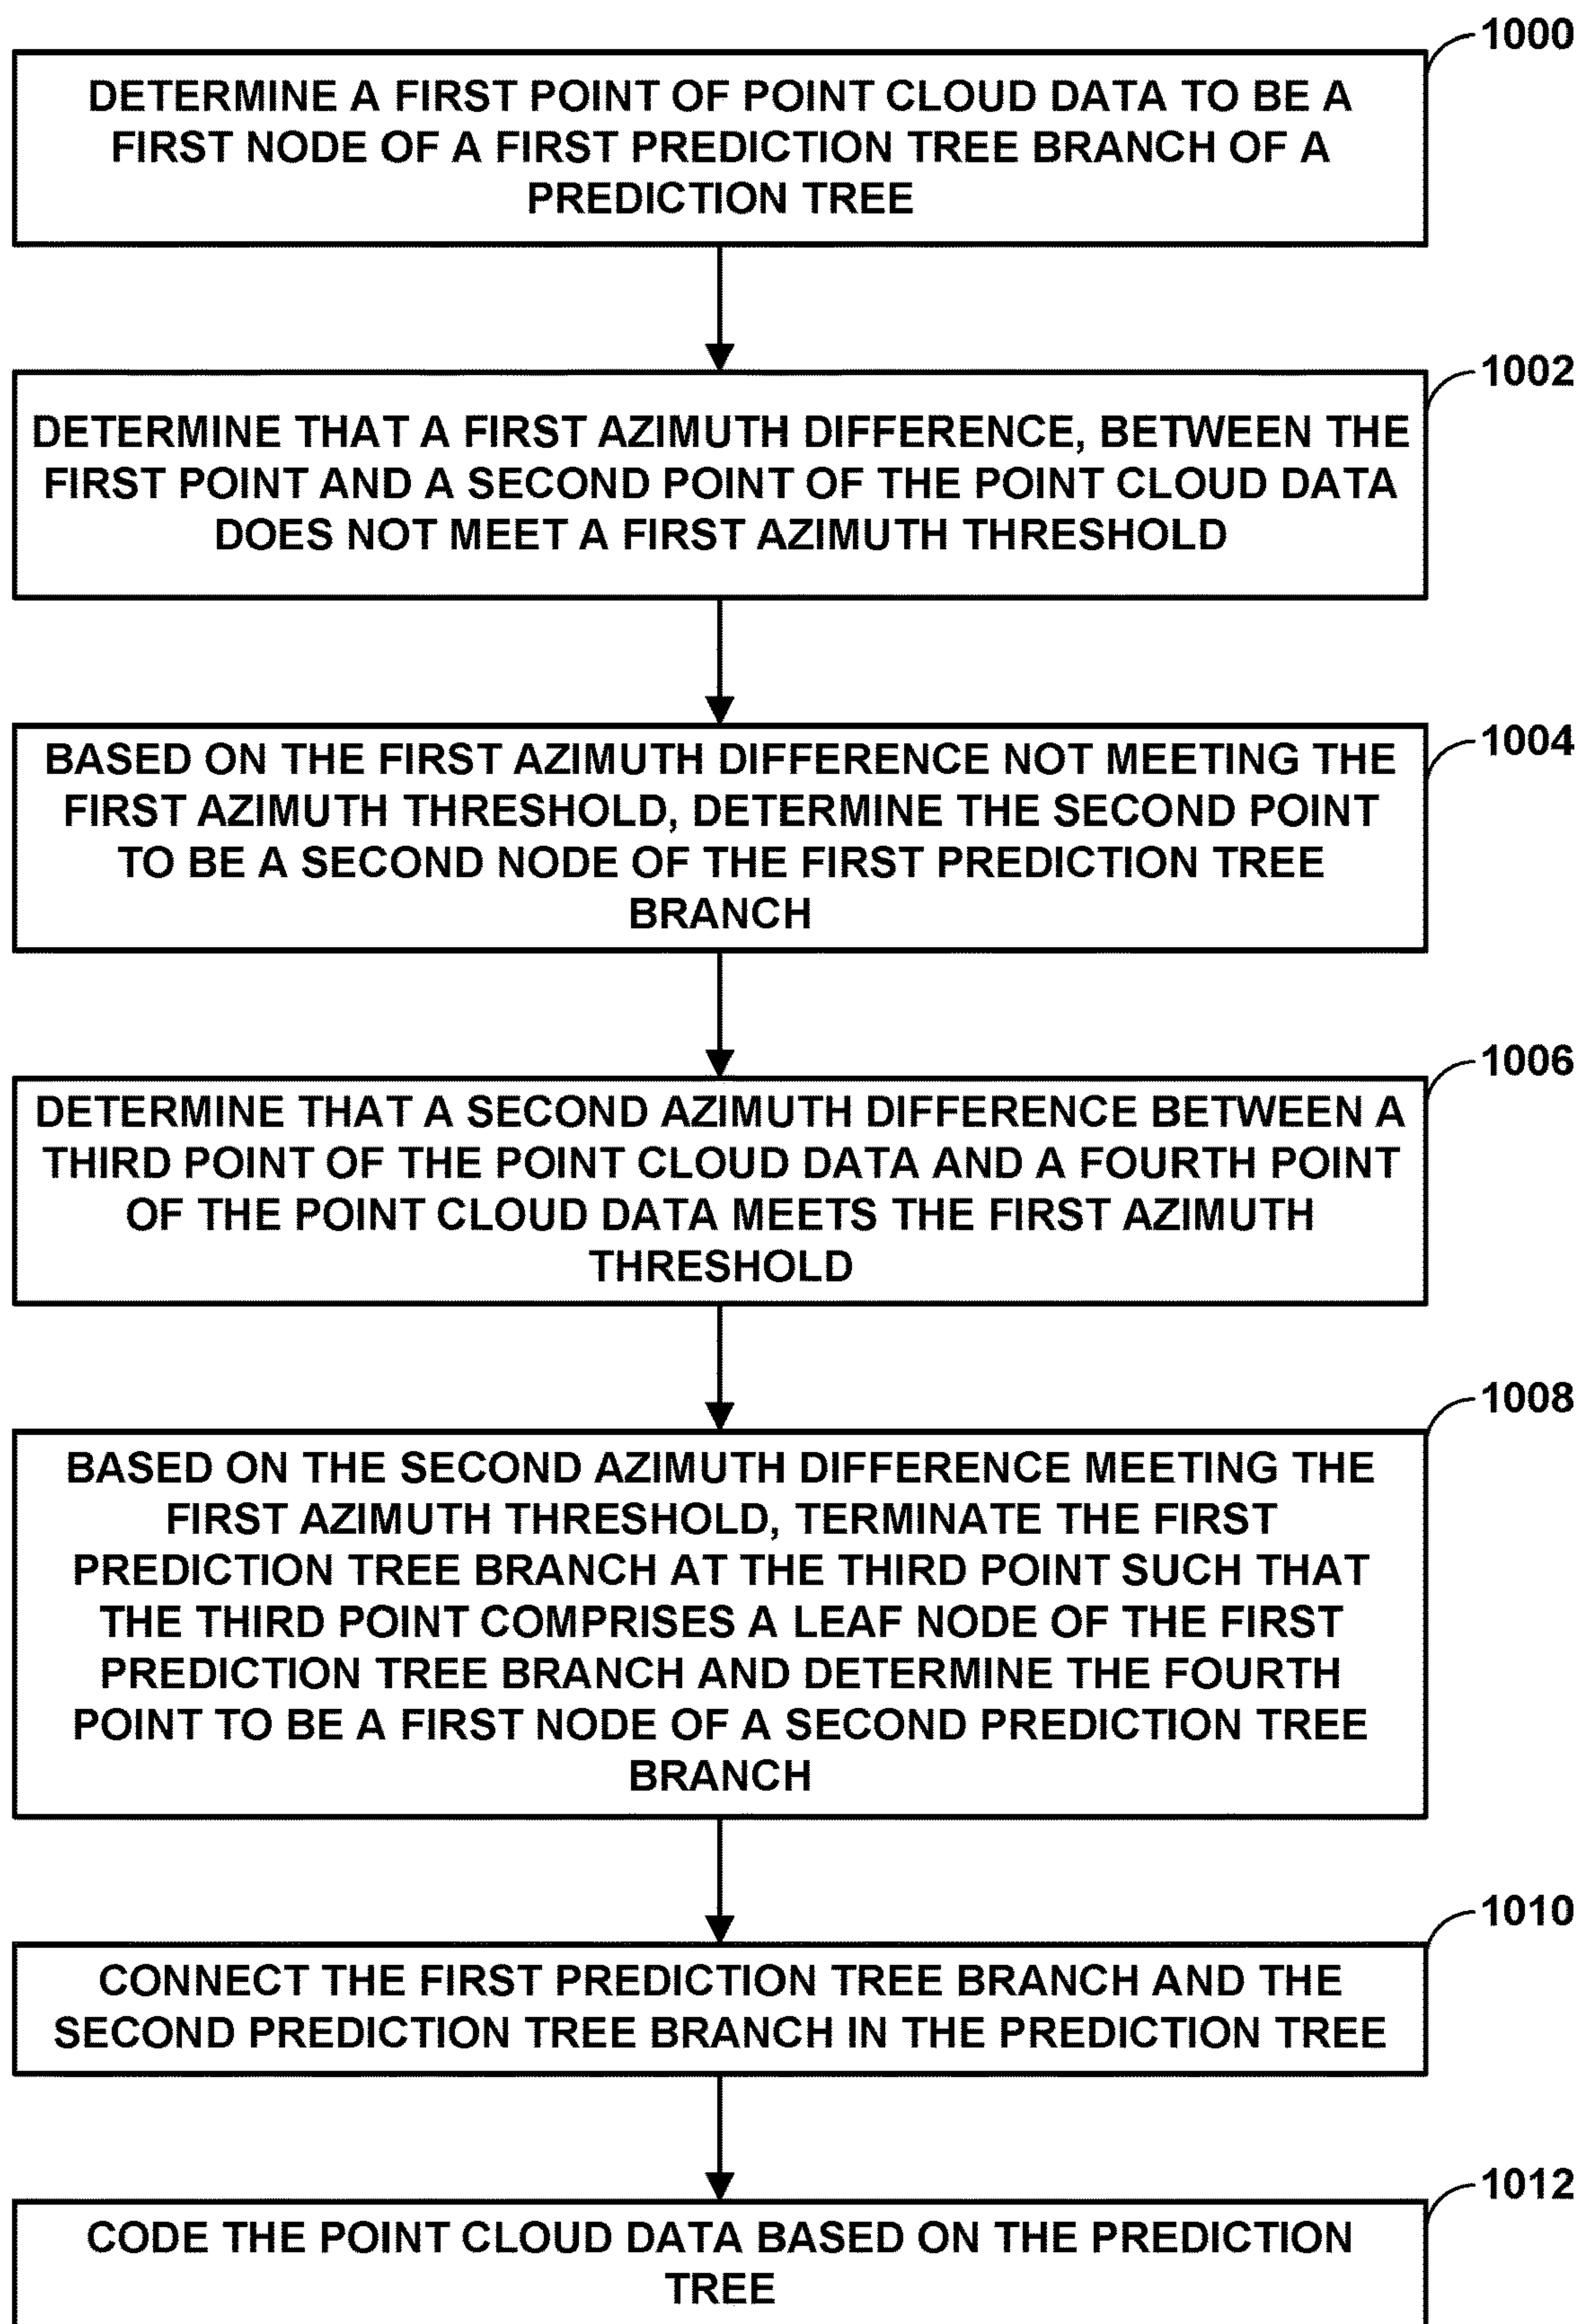 1000
DETERMINE A FIRST POINT OF POINT CLOUD DATA TO BE A
FIRST NODE OF A FIRST PREDICTION TREE BRANCH OF A
PREDICTION TREE
1002
DETERMINE THAT A FIRST AZIMUTH DIFFERENCE, BETWEEN THE
FIRST POINT AND A SECOND POINT OF THE POINT CLOUD DATA
DOES NOT MEET A FIRST AZIMUTH THRESHOLD
1004
BASED ON THE FIRST AZIMUTH DIFFERENCE NOT MEETING THE
FIRST AZIMUTH THRESHOLD, DETERMINE THE SECOND POINT
TO BE A SECOND NODE OF THE FIRST PREDICTION TREE
BRANCH
1006
DETERMINE THAT A SECOND AZIMUTH DIFFERENCE BETWEEN A
THIRD POINT OF THE POINT CLOUD DATA AND A FOURTH POINT
OF THE POINT CLOUD DATA MEETS THE FIRST AZIMUTH
THRESHOLD
1008
BASED ON THE SECOND AZIMUTH DIFFERENCE MEETING THE
FIRST AZIMUTH THRESHOLD, TERMINATE THE FIRST
PREDICTION TREE BRANCH AT THE THIRD POINT SUCH THAT
THE THIRD POINT COMPRISES A LEAF NODE OF THE FIRST
PREDICTION TREE BRANCH AND DETERMINE THE FOURTH
POINT TO BE A FIRST NODE OF A SECOND PREDICTION TREE
BRANCH
1010
CONNECT THE FIRST PREDICTION TREE BRANCH AND THE
SECOND PREDICTION TREE BRANCH IN THE PREDICTION TREE
1012
CODE THE POINT CLOUD DATA BASED ON THE PREDICTION
TREE